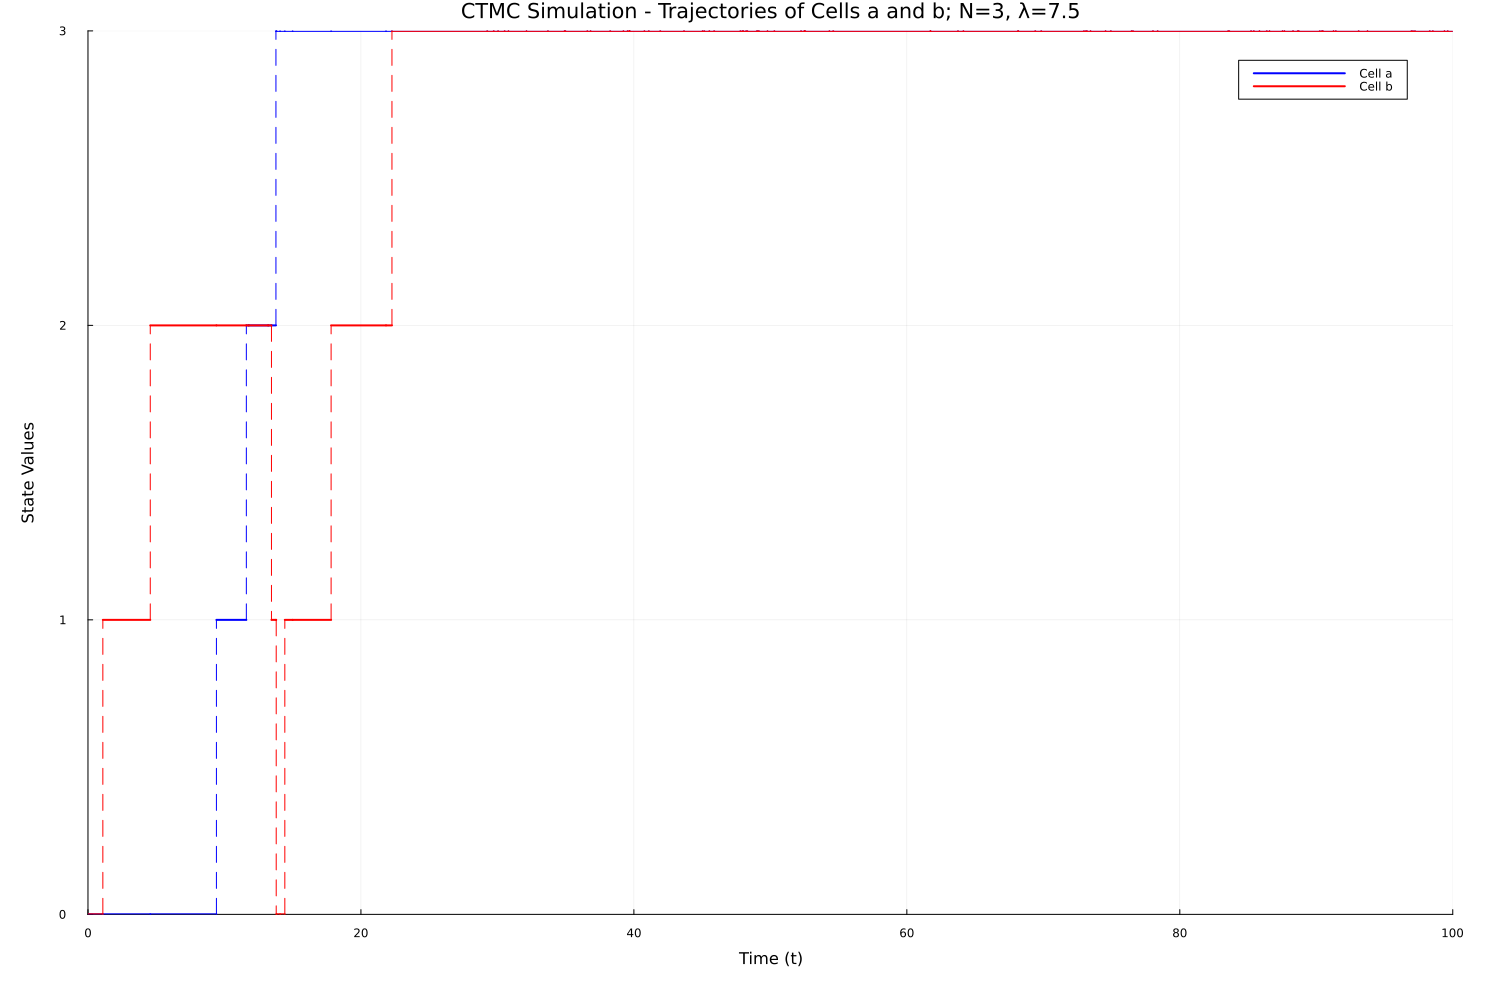 CTMC Simulation - Trajectories of Cells a and b; N=3, λ=7.5
3
Cell a
Cell b
2
State Values
1
0
0 20 40 60 80 100
Time (t)